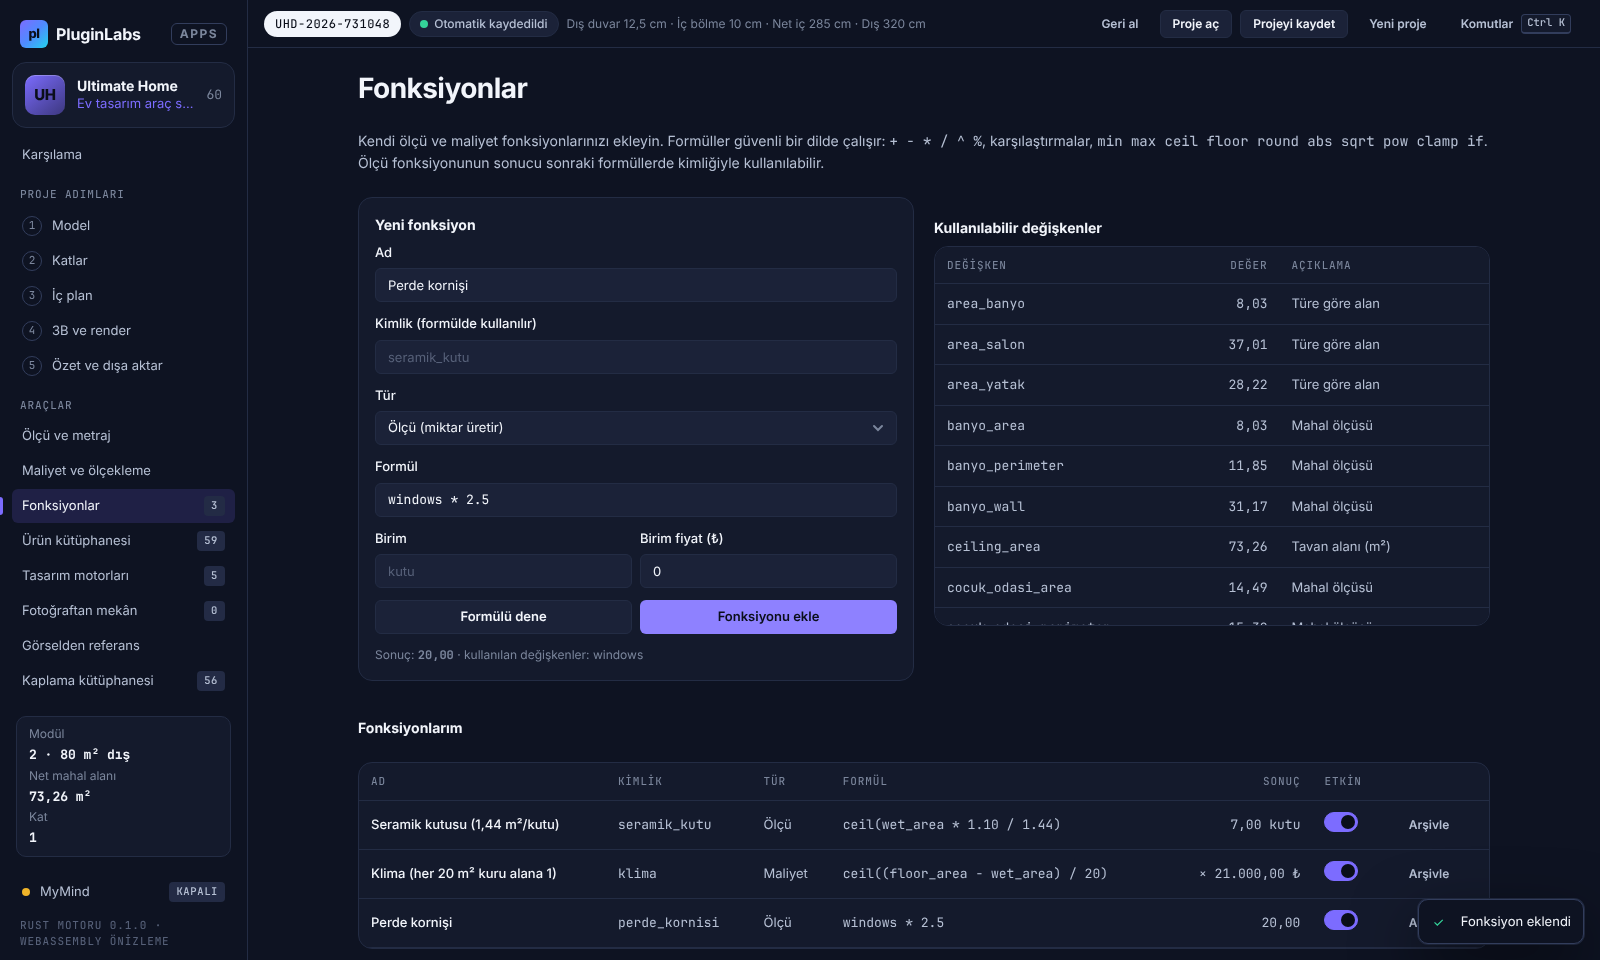 pl PluginLabs APPS
UH Ultimate Home
Ev tasarım araç s... 60
Karşılama
PROJE ADIMLARI
1 Model
2 Katlar
3 İç plan
4 3B ve render
5 Özet ve dışa aktar
ARAÇLAR
Ölçü ve metraj
Maliyet ve ölçekleme
Fonksiyonlar 3
Ürün kütüphanesi 59
Tasarım motorları 5
Fotoğraftan mekân 0
Görselden referans
Kaplama kütüphanesi 56
Modül
2 · 80 m² dış
Net mahal alanı
73,26 m²
Kat
1
MyMind KAPALI
RUST MOTORU 0.1.0 ·
WEBASSEMBLY ÖNİZLEME
UHD-2026-731048 Otomatik kaydedildi Dış duvar 12,5 cm · İç bölme 10 cm · Net iç 285 cm · Dış 320 cm Geri al Proje aç Projeyi kaydet Yeni proje Komutlar Ctrl K
Fonksiyonlar
Kendi ölçü ve maliyet fonksiyonlarınızı ekleyin. Formüller güvenli bir dilde çalışır: + - * / ^ %, karşılaştırmalar, min max ceil floor round abs sqrt pow clamp if.
Ölçü fonksiyonunun sonucu sonraki formüllerde kimliğiyle kullanılabilir.
Yeni fonksiyon
Ad
Perde kornişi
Kimlik (formülde kullanılır)
seramik_kutu
Tür
Ölçü (miktar üretir)
Formül
windows * 2.5
Birim Birim fiyat (₺)
kutu 0
Formülü dene Fonksiyonu ekle
Sonuç: 20,00 · kullanılan değişkenler: windows
Kullanılabilir değişkenler
DEĞİŞKEN DEĞER AÇIKLAMA
area_banyo 8,03 Türe göre alan
area_salon 37,01 Türe göre alan
area_yatak 28,22 Türe göre alan
banyo_area 8,03 Mahal ölçüsü
banyo_perimeter 11,85 Mahal ölçüsü
banyo_wall 31,17 Mahal ölçüsü
ceiling_area 73,26 Tavan alanı (m²)
cocuk_odasi_area 14,49 Mahal ölçüsü
Fonksiyonlarım
AD KİMLİK TÜR FORMÜL SONUÇ ETKİN
Seramik kutusu (1,44 m²/kutu) seramik_kutu Ölçü ceil(wet_area * 1.10 / 1.44) 7,00 kutu Arşivle
Klima (her 20 m² kuru alana 1) klima Maliyet ceil((floor_area - wet_area) / 20) × 21.000,00 ₺ Arşivle
Perde kornişi perde_kornisi Ölçü windows * 2.5 20,00
Fonksiyon eklendi